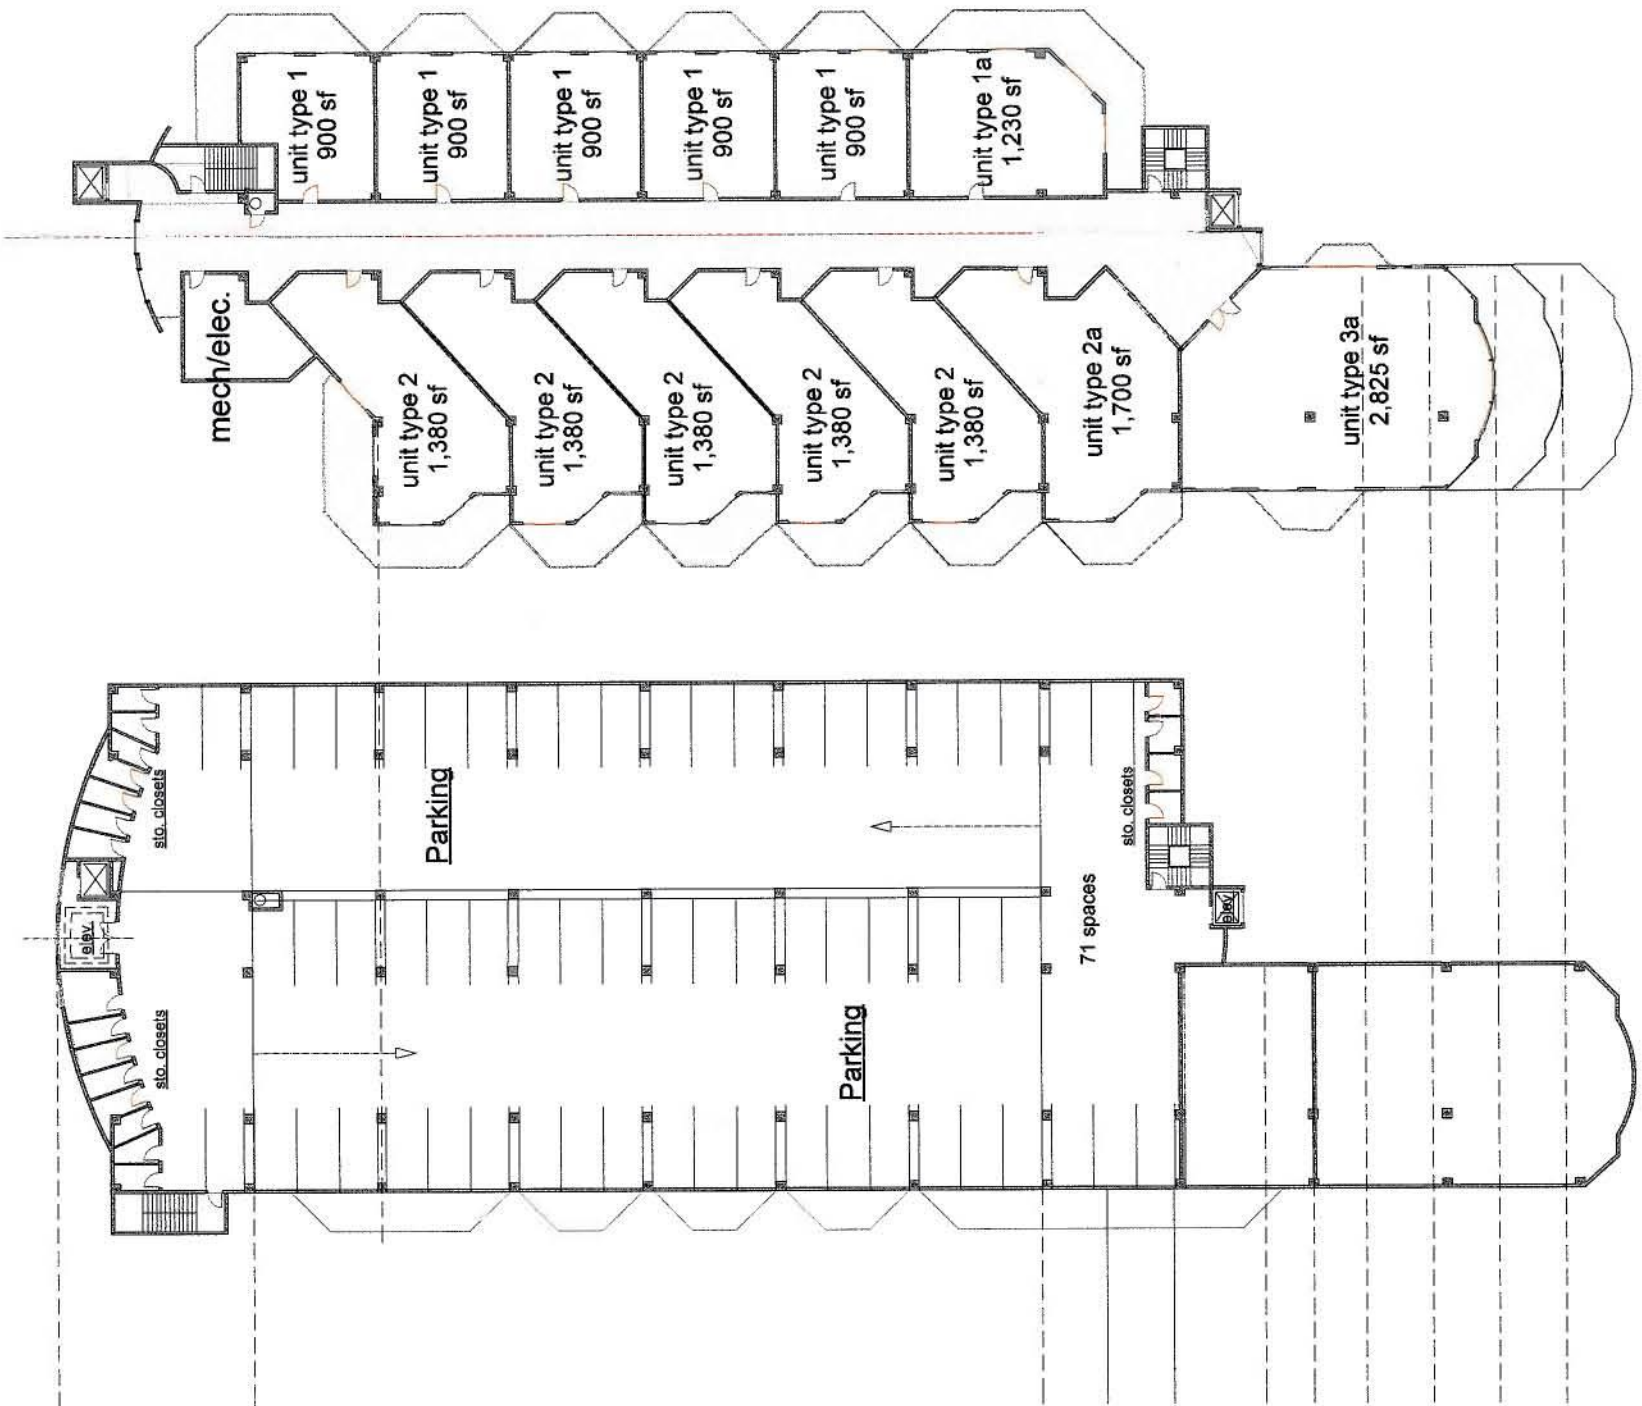 unit type 1
900 sf
unit type 1
900 sf
unit type 1
900 sf
unit type 1
900 sf
unit type 1
900 sf
unit type 1a
1,230 sf
mech/elec.
unit type 2
1,380 sf
unit type 2
1,380 sf
unit type 2
1,380 sf
unit type 2
1,380 sf
unit type 2
1,380 sf
unit type 2a
1,700 sf
unit type 3a
2,825 sf
sto. closets
Parking
sto. closets
71 spaces
elev
elev
sto. closets
Parking